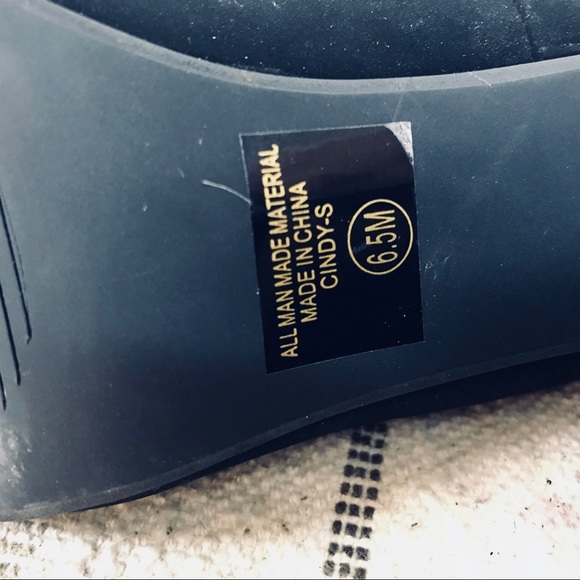 ALL MAN MADE MATERIAL
MADE IN CHINA
CINDY-S
6.5M